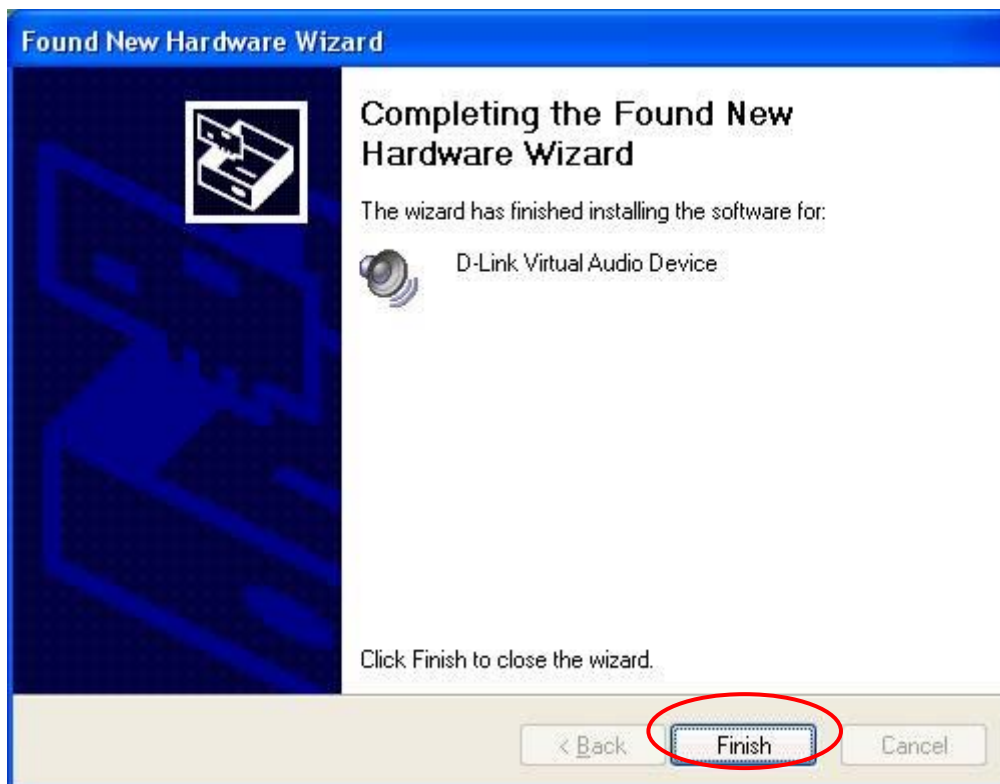 Found New Hardware Wizard
Completing the Found New
Hardware Wizard
The wizard has finished installing the software for:
D-Link Virtual Audio Device
Click Finish to close the wizard.
< Back
Finish
Cancel